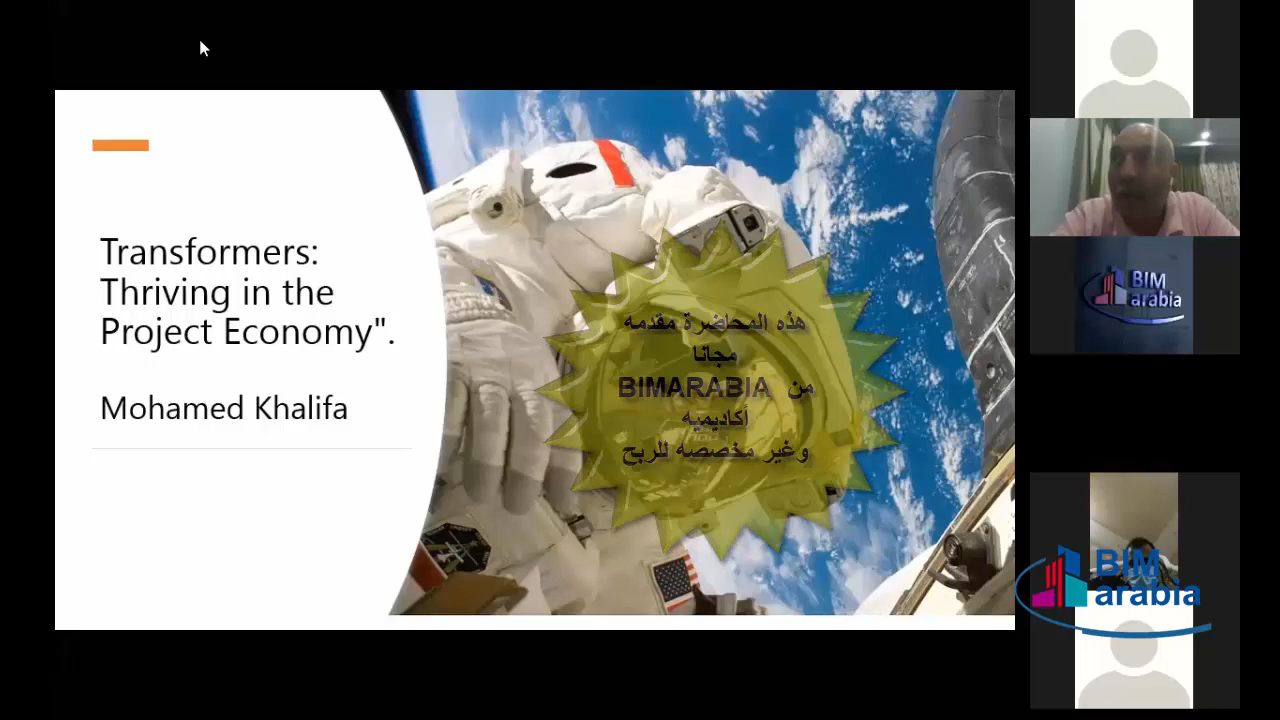 Transformers:
Thriving in the
Project Economy".
Mohamed Khalifa
هذه المحاضرة مقدمه
مجانا
من BIMARABIA
أكاديميه
وغير مخصصه للربح
BIM
arabia
BIM
arabia